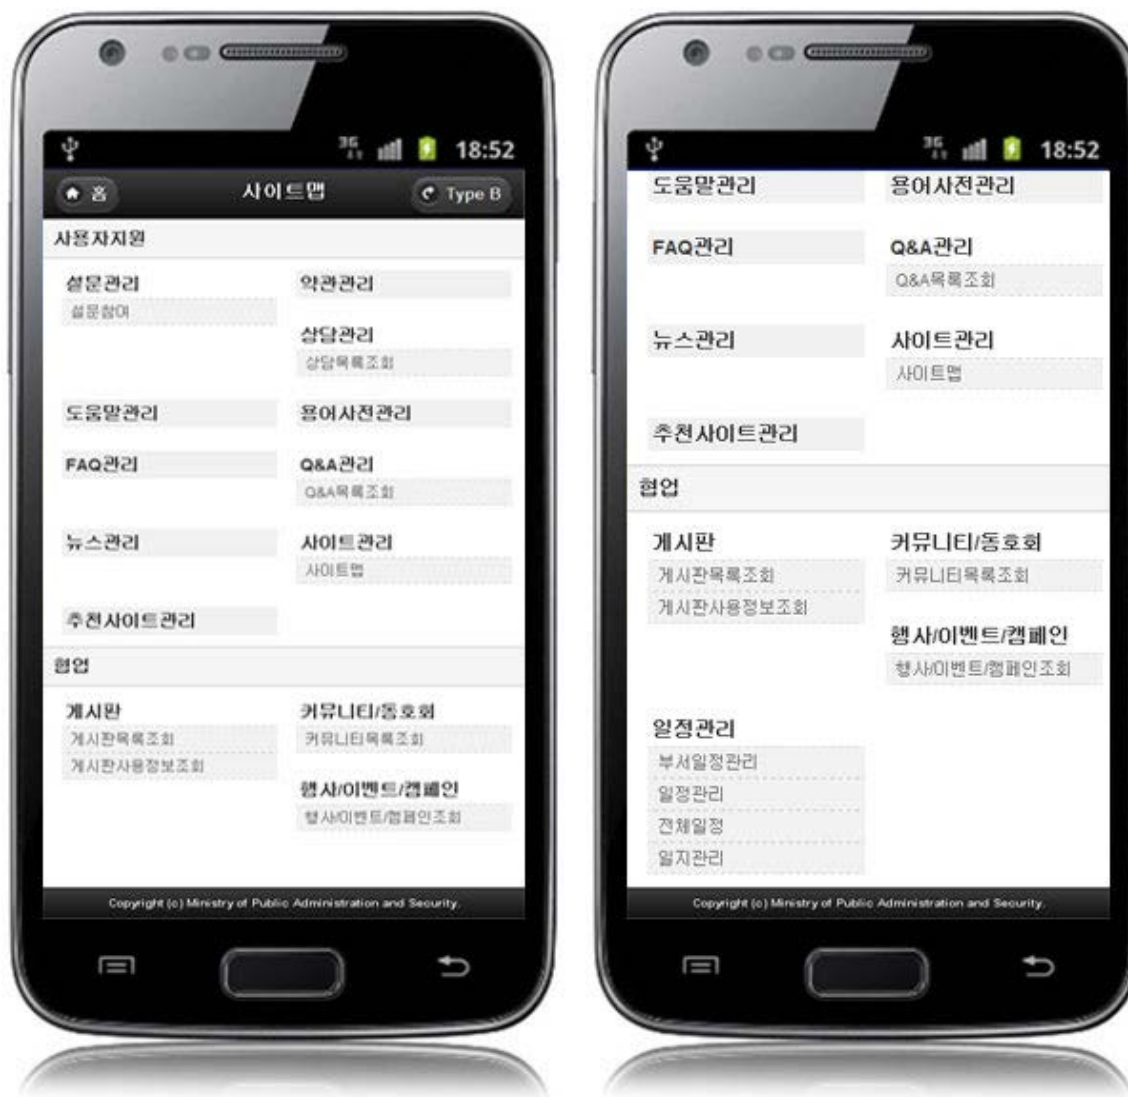 3G
18:52
홈
사이트맵
Type B
사용자지원
설문관리
약관관리
설문참여
상담관리
상담목록조회
도움말관리
용어사전관리
FAQ관리
Q&A관리
Q&A목록조회
뉴스관리
사이트관리
사이트맵
추천사이트관리
협업
게시판
커뮤니티/동호회
게시판목록조회
커뮤니티목록조회
게시판사용정보조회
행사/이벤트/캠페인
행사/이벤트/캠페인조회
Copyright (c) Ministry of Public Administration and Security.
3G
18:52
도움말관리
용어사전관리
FAQ관리
Q&A관리
Q&A목록조회
뉴스관리
사이트관리
사이트맵
추천사이트관리
협업
게시판
커뮤니티/동호회
게시판목록조회
커뮤니티목록조회
게시판사용정보조회
행사/이벤트/캠페인
행사/이벤트/캠페인조회
일정관리
부서일정관리
일정관리
전체일정
일지관리
Copyright (c) Ministry of Public Administration and Security.